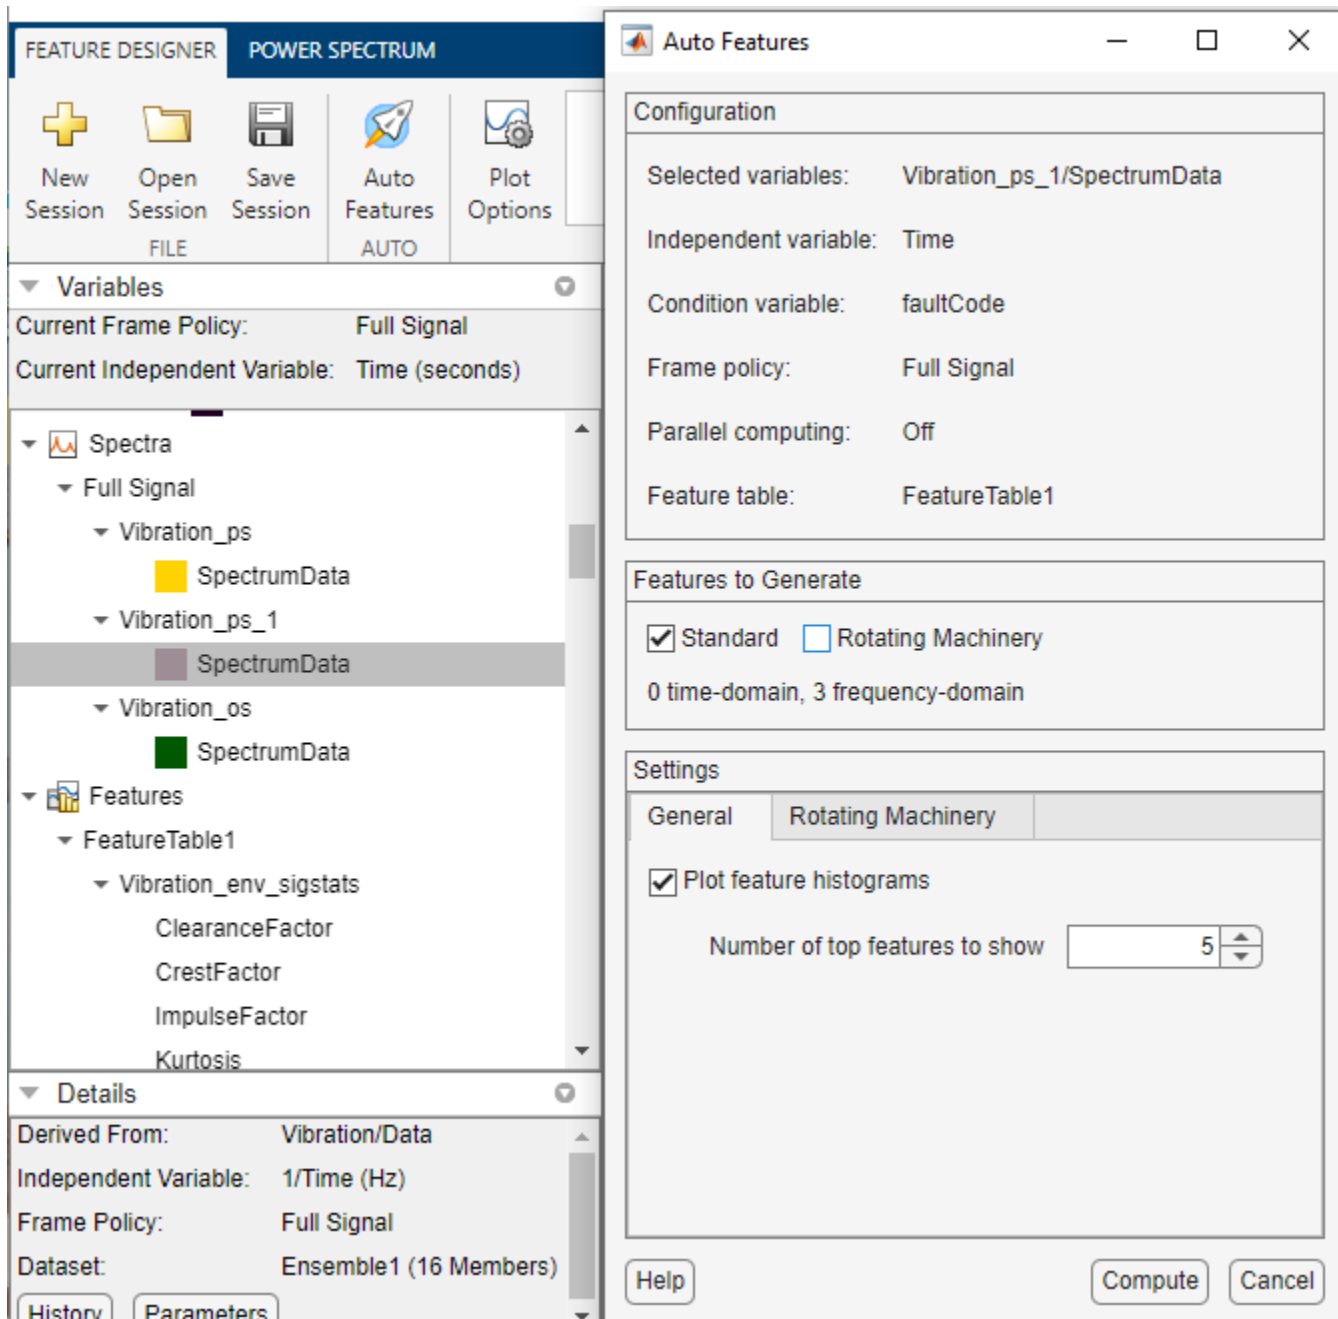 FEATURE DESIGNER POWER SPECTRUM
New Session
Open Session
Save Session
Auto Features
Plot Options
FILE
AUTO
Variables
Current Frame Policy: Full Signal
Current Independent Variable: Time (seconds)
Spectra
Full Signal
Vibration_ps
SpectrumData
Vibration_ps_1
SpectrumData
Vibration_os
SpectrumData
Features
FeatureTable1
Vibration_env_sigstats
ClearanceFactor
CrestFactor
ImpulseFactor
Kurtosis
Details
Derived From: Vibration/Data
Independent Variable: 1/Time (Hz)
Frame Policy: Full Signal
Dataset: Ensemble1 (16 Members)
History Parameters
Auto Features
Configuration
Selected variables: Vibration_ps_1/SpectrumData
Independent variable: Time
Condition variable: faultCode
Frame policy: Full Signal
Parallel computing: Off
Feature table: FeatureTable1
Features to Generate
Standard Rotating Machinery
0 time-domain, 3 frequency-domain
Settings
General Rotating Machinery
Plot feature histograms
Number of top features to show 5
Help Compute Cancel